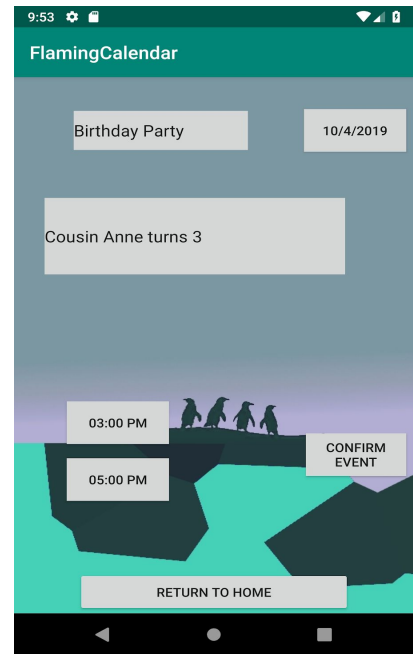 9:53
FlamingCalendar
Birthday Party
10/4/2019
Cousin Anne turns 3
03:00 PM
CONFIRM
EVENT
05:00 PM
RETURN TO HOME